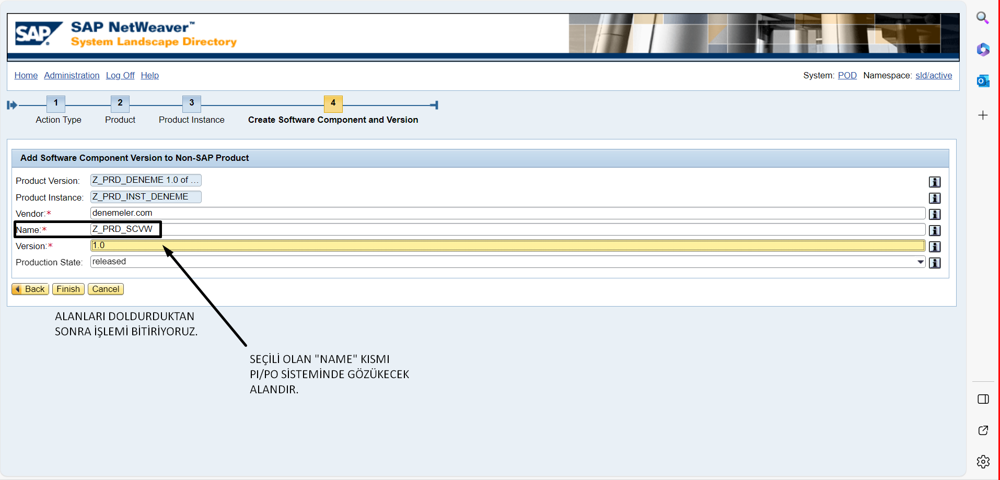 SAP SAP NetWeaver™
System Landscape Directory
Home Administration Log Off Help System: POD Namespace: sld/active
1 2 3 4
Action Type Product Product Instance Create Software Component and Version
Add Software Component Version to Non-SAP Product
Product Version: Z_PRD_DENEME 1.0 of ...
Product Instance: Z_PRD_INST_DENEME
Vendor:* denemeler.com
Name:* Z_PRD_SCVW
Version:* 1.0
Production State: released
Back Finish Cancel
ALANLARI DOLDURDUKTAN
SONRA İŞLEMİ BİTİRİYORUZ.
SEÇİLİ OLAN "NAME" KISMI
PI/PO SİSTEMİNDE GÖZÜKECEK
ALANDIR.